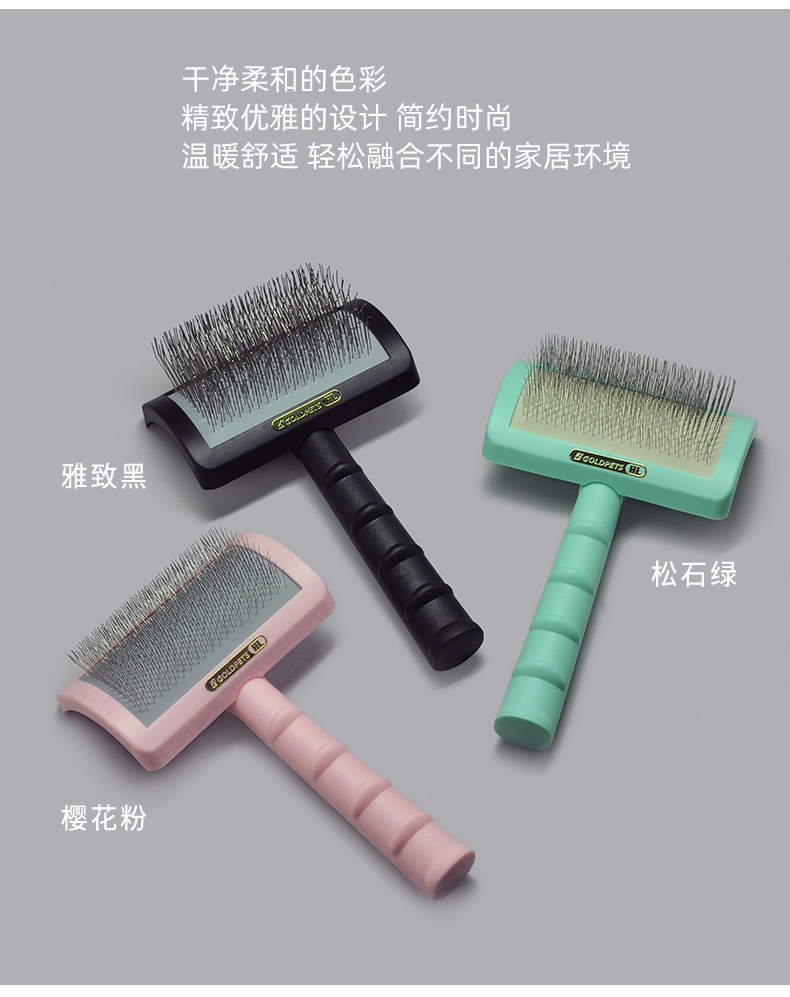 干净柔和的色彩
精致优雅的设计 简约时尚
温暖舒适 轻松融合不同的家居环境
GOLDPETS HL
雅致黑
GOLDPETS HL
松石绿
GOLDPETS HL
樱花粉